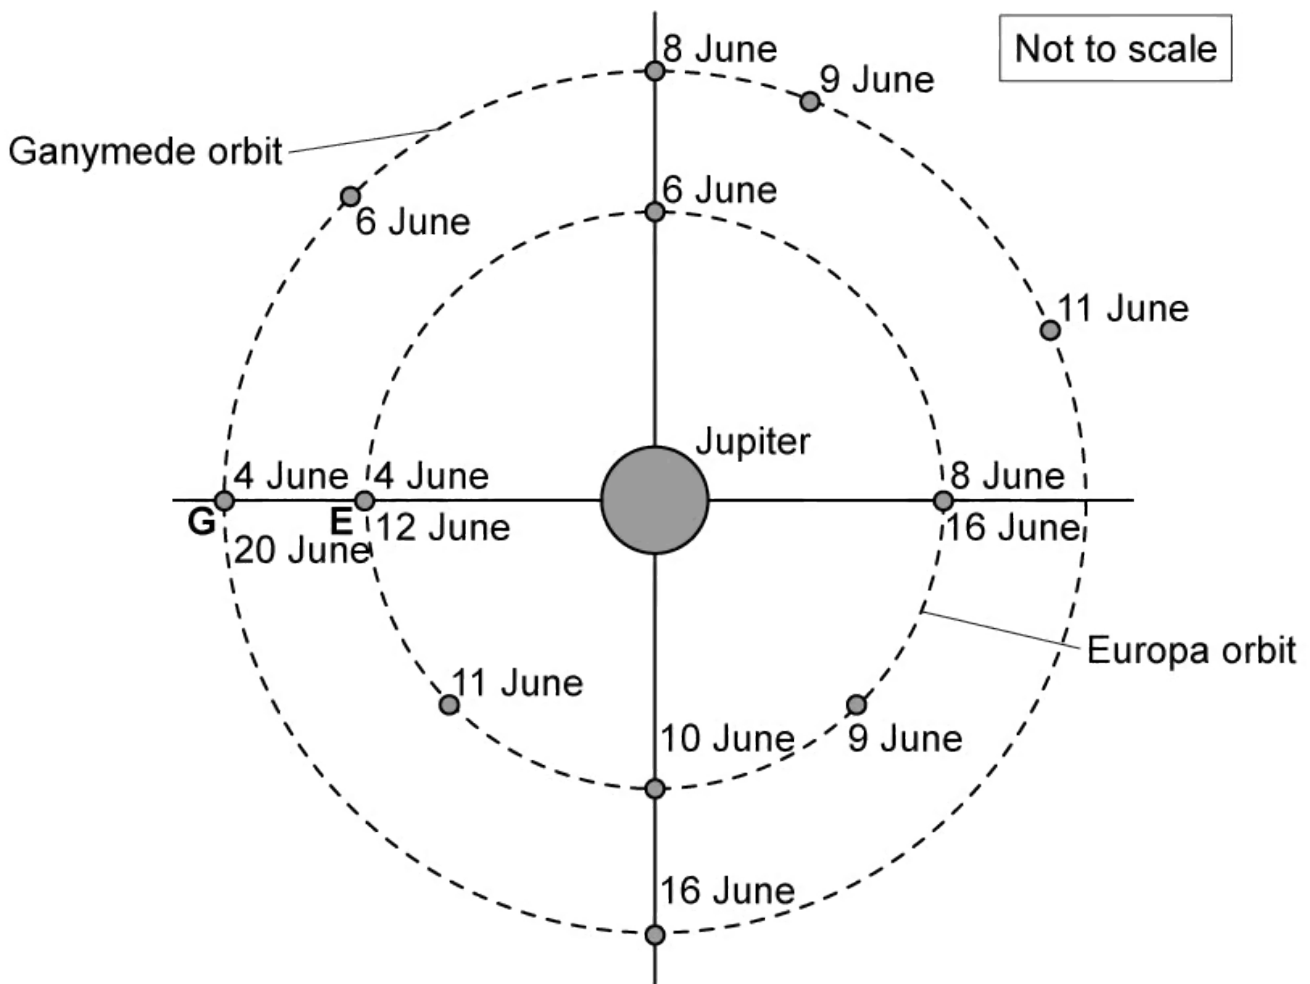 8 June
Not to scale
9 June
Ganymede orbit
6 June
6 June
11 June
Jupiter
4 June
4 June
8 June
G
E
12 June
16 June
20 June
Europa orbit
11 June
10 June
9 June
16 June